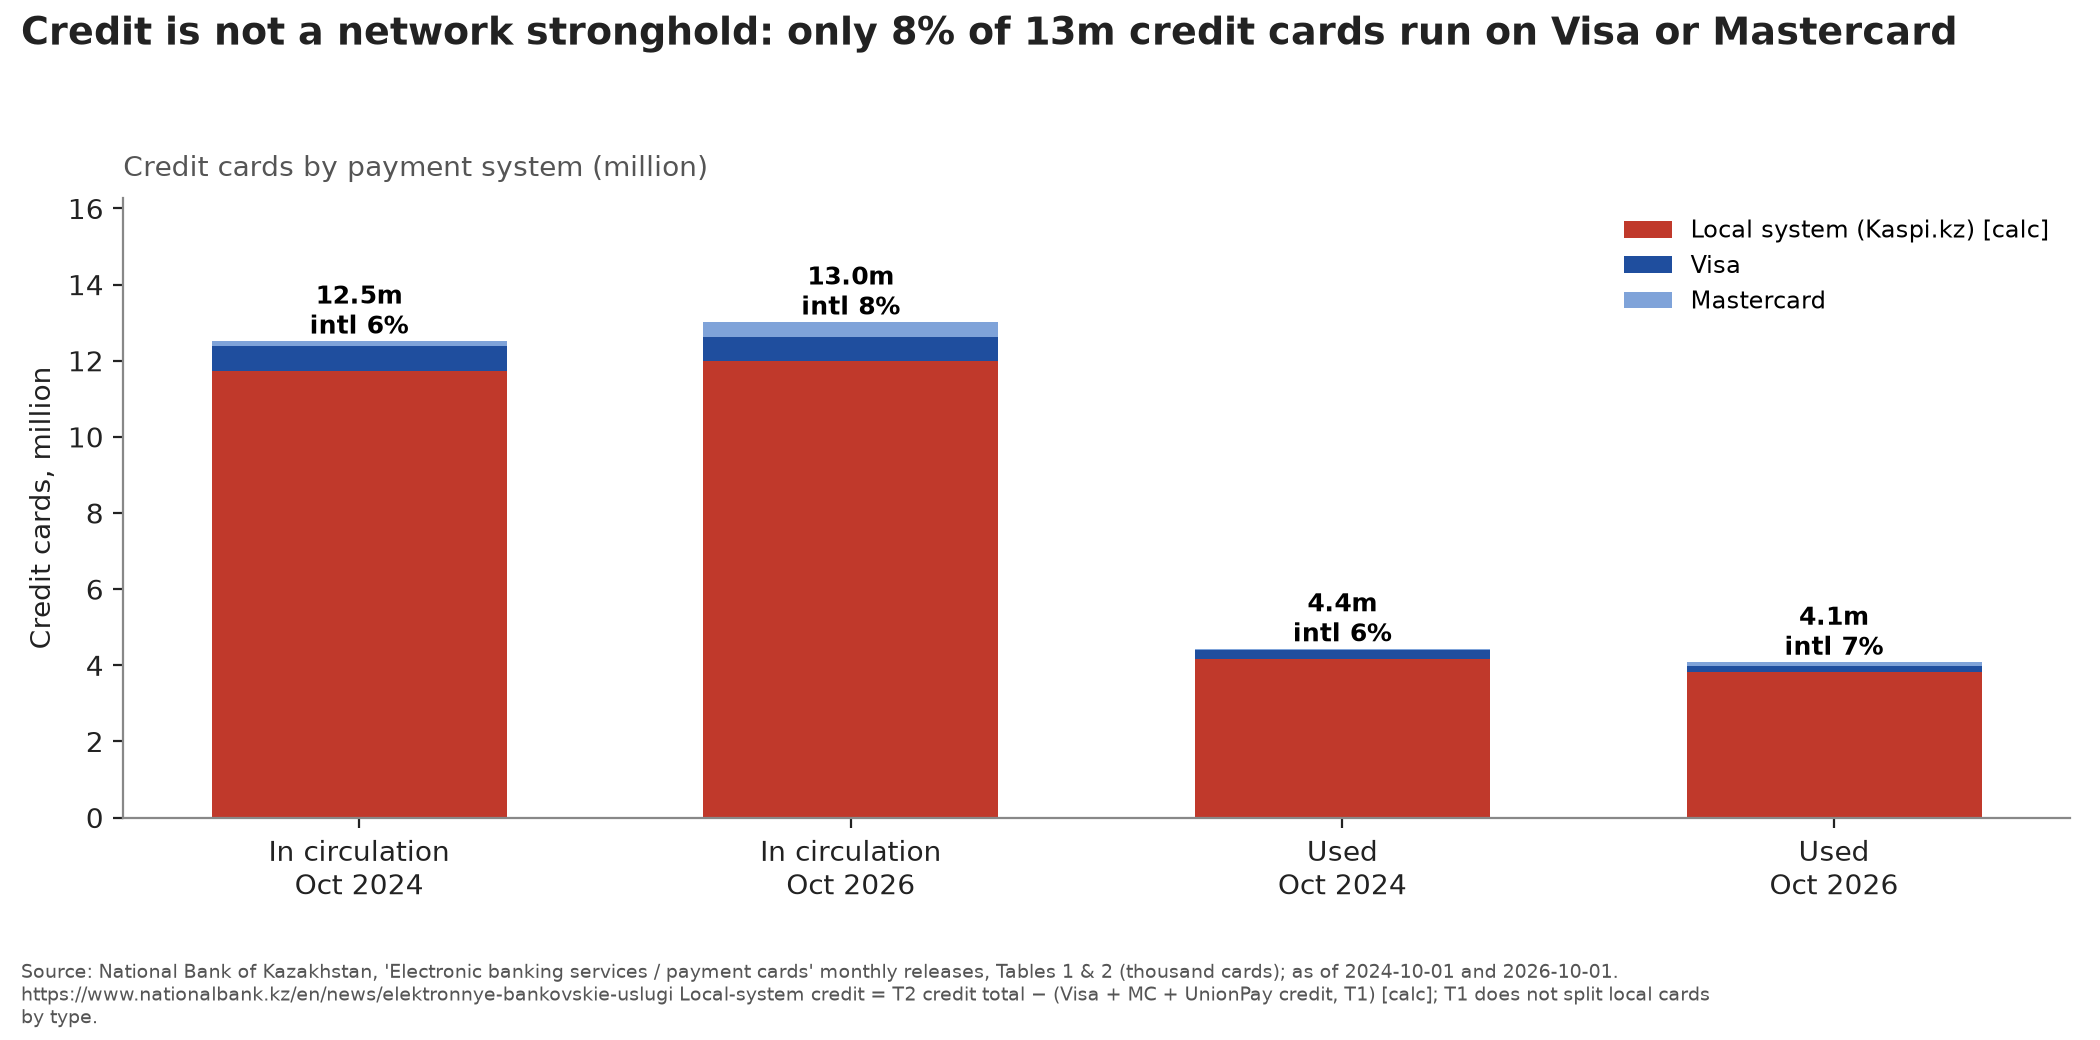 Credit is not a network stronghold: only 8% of 13m credit cards run on Visa or Mastercard
Credit cards by payment system (million)
Credit cards, million
16
14
12
10
8
6
4
2
0
12.5m
intl 6%
13.0m
intl 8%
4.4m
intl 6%
4.1m
intl 7%
Local system (Kaspi.kz) [calc]
Visa
Mastercard
In circulation
Oct 2024
In circulation
Oct 2026
Used
Oct 2024
Used
Oct 2026
Source: National Bank of Kazakhstan, 'Electronic banking services / payment cards' monthly releases, Tables 1 & 2 (thousand cards); as of 2024-10-01 and 2026-10-01.
https://www.nationalbank.kz/en/news/elektronnye-bankovskie-uslugi Local-system credit = T2 credit total − (Visa + MC + UnionPay credit, T1) [calc]; T1 does not split local cards
by type.